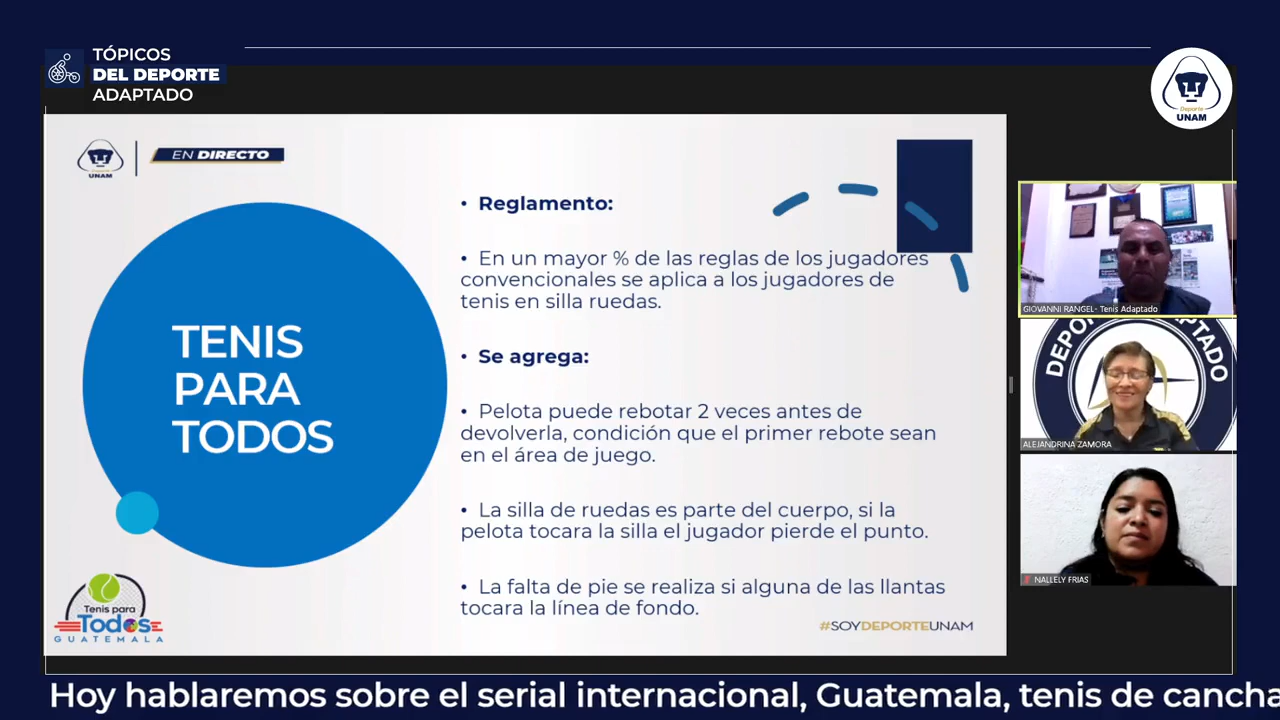 TÓPICOS
DEL DEPORTE
ADAPTADO
Deporte
UNAM
Deporte
UNAM
EN DIRECTO
TENIS
PARA
TODOS
• Reglamento:
• En un mayor % de las reglas de los jugadores
convencionales se aplica a los jugadores de
tenis en silla ruedas.
• Se agrega:
• Pelota puede rebotar 2 veces antes de
devolverla, condición que el primer rebote sean
en el área de juego.
• La silla de ruedas es parte del cuerpo, si la
pelota tocara la silla el jugador pierde el punto.
• La falta de pie se realiza si alguna de las llantas
tocara la línea de fondo.
#SOYDEPORTEUNAM
Tenis para
Todos
GUATEMALA
GIOVANNI RANGEL- Tenis Adaptado
ALEJANDRINA ZAMORA
NALLELY FRIAS
Hoy hablaremos sobre el serial internacional, Guatemala, tenis de cancha